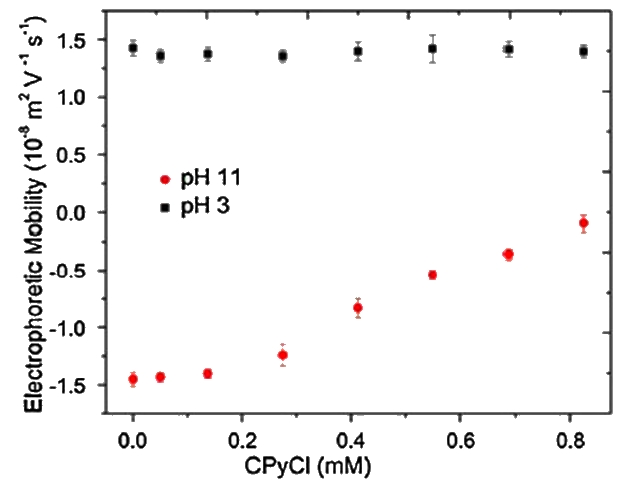 Electrophoretic Mobility (10⁻⁸ m² V⁻¹ s⁻¹)
1.5
1.0
0.5
0.0
-0.5
-1.0
-1.5
pH 11
pH 3
0.0 0.2 0.4 0.6 0.8
CPyCl (mM)